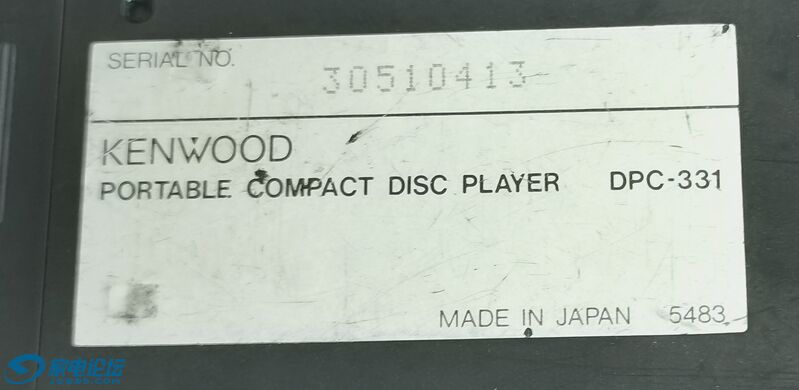 SERIAL NO. 30510413
KENWOOD
PORTABLE COMPACT DISC PLAYER DPC-331
MADE IN JAPAN 5483
家电论坛